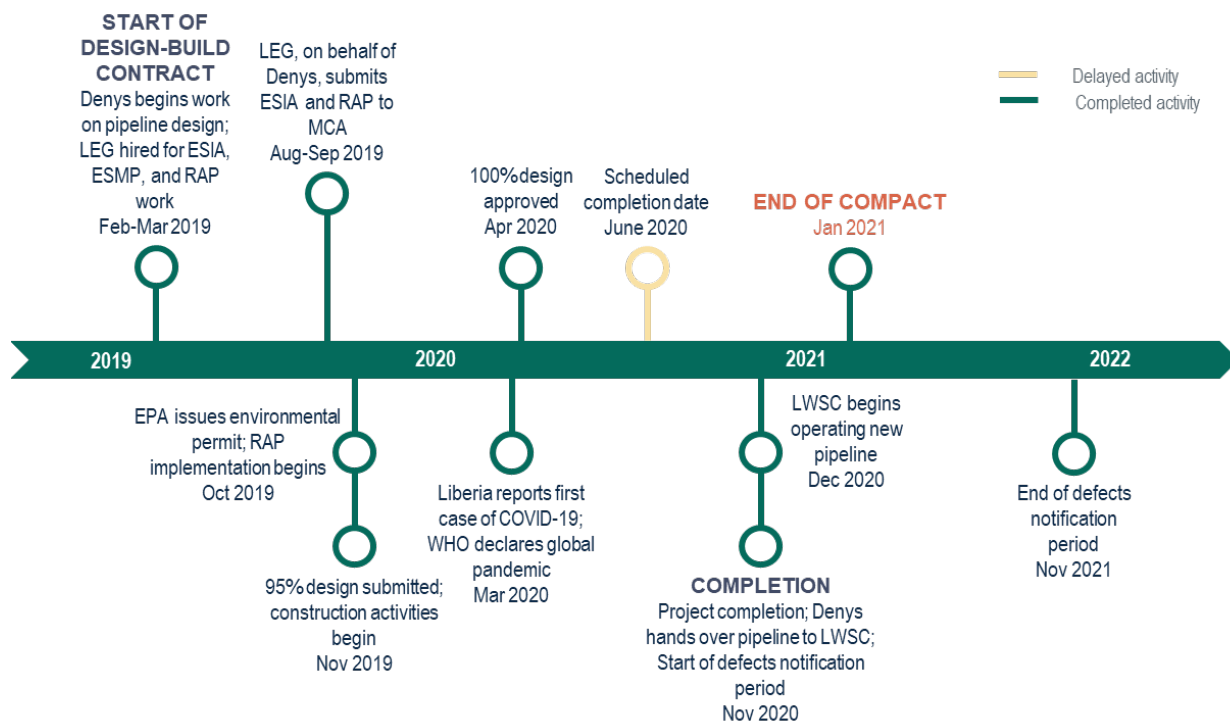 START OF
DESIGN-BUILD
CONTRACT
Denys begins work
on pipeline design;
LEG hired for ESIA,
ESMP, and RAP
work
Feb-Mar 2019
LEG, on behalf of
Denys, submits
ESIA and RAP to
MCA
Aug-Sep 2019
100% design
approved
Apr 2020
Scheduled
completion date
June 2020
END OF COMPACT
Jan 2021
Delayed activity
Completed activity
2019
2020
2021
2022
EPA issues environmental
permit; RAP
implementation begins
Oct 2019
95% design submitted;
construction activities
begin
Nov 2019
Liberia reports first
case of COVID-19;
WHO declares global
pandemic
Mar 2020
LWSC begins
operating new
pipeline
Dec 2020
COMPLETION
Project completion; Denys
hands over pipeline to LWSC;
Start of defects notification
period
Nov 2020
End of defects
notification
period
Nov 2021